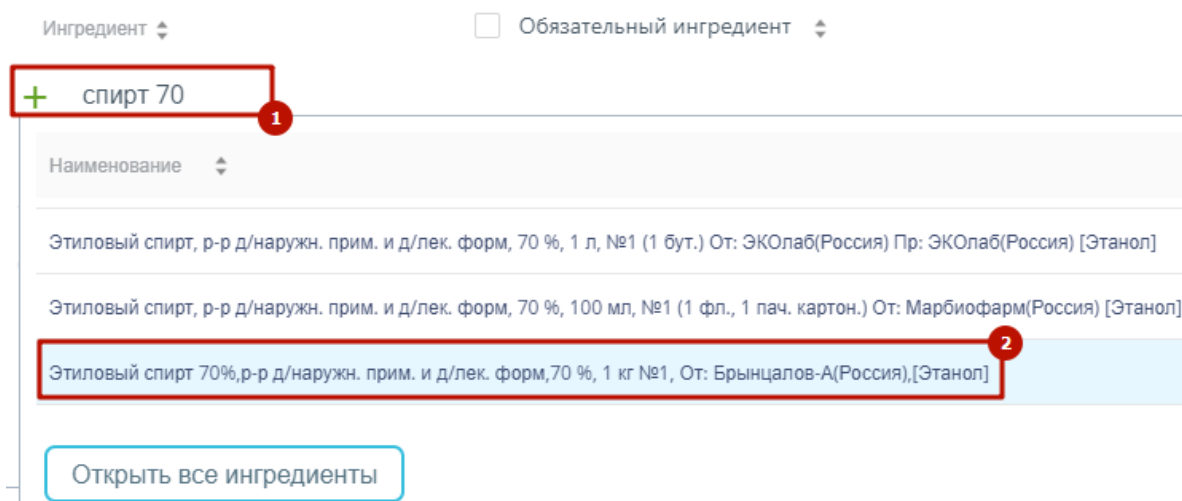 Ингредиент Обязательный ингредиент
спирт 70
1
Наименование
Этиловый спирт, р-р д/наружн. прим. и д/лек. форм, 70 %, 1 л, №1 (1 бут.) От: ЭКОлаб(Россия) Пр: ЭКОлаб(Россия) [Этанол]
Этиловый спирт, р-р д/наружн. прим. и д/лек. форм, 70 %, 100 мл, №1 (1 фл., 1 пач. картон.) От: Марбиофарм(Россия) [Этанол]
2
Этиловый спирт 70%,р-р д/наружн. прим. и д/лек. форм,70 %, 1 кг №1, От: Брынцалов-А(Россия),[Этанол]
Открыть все ингредиенты